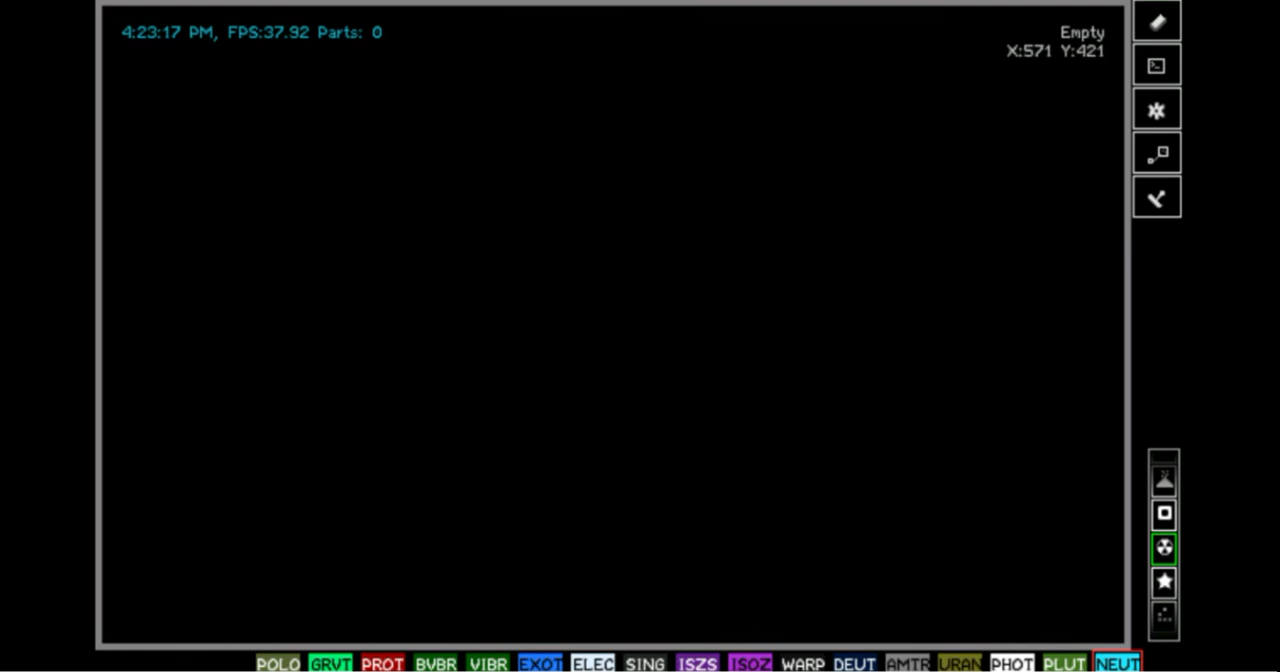 4:23:17 PM, FPS:37.92 Parts: 0
Empty
X:571 Y:421
POLO GRVT PROT BVBR VIBR EXOT ELEC SING ISZS ISOZ WARP DEUT AMTR URAN PHOT PLUT NEUT